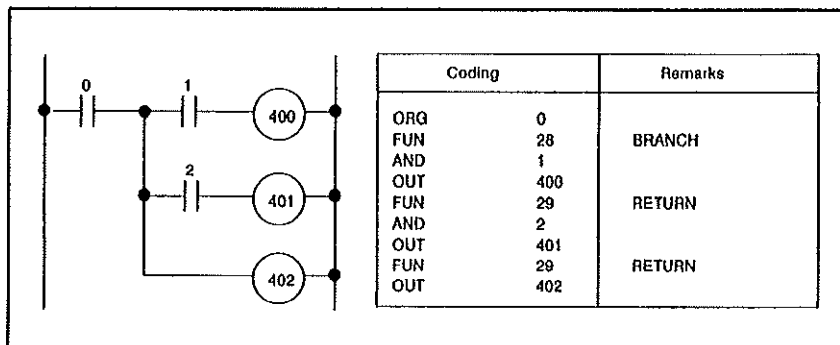 0
1
400
2
401
402
Coding Remarks
ORG 0
FUN 28 BRANCH
AND 1
OUT 400
FUN 29 RETURN
AND 2
OUT 401
FUN 29 RETURN
OUT 402